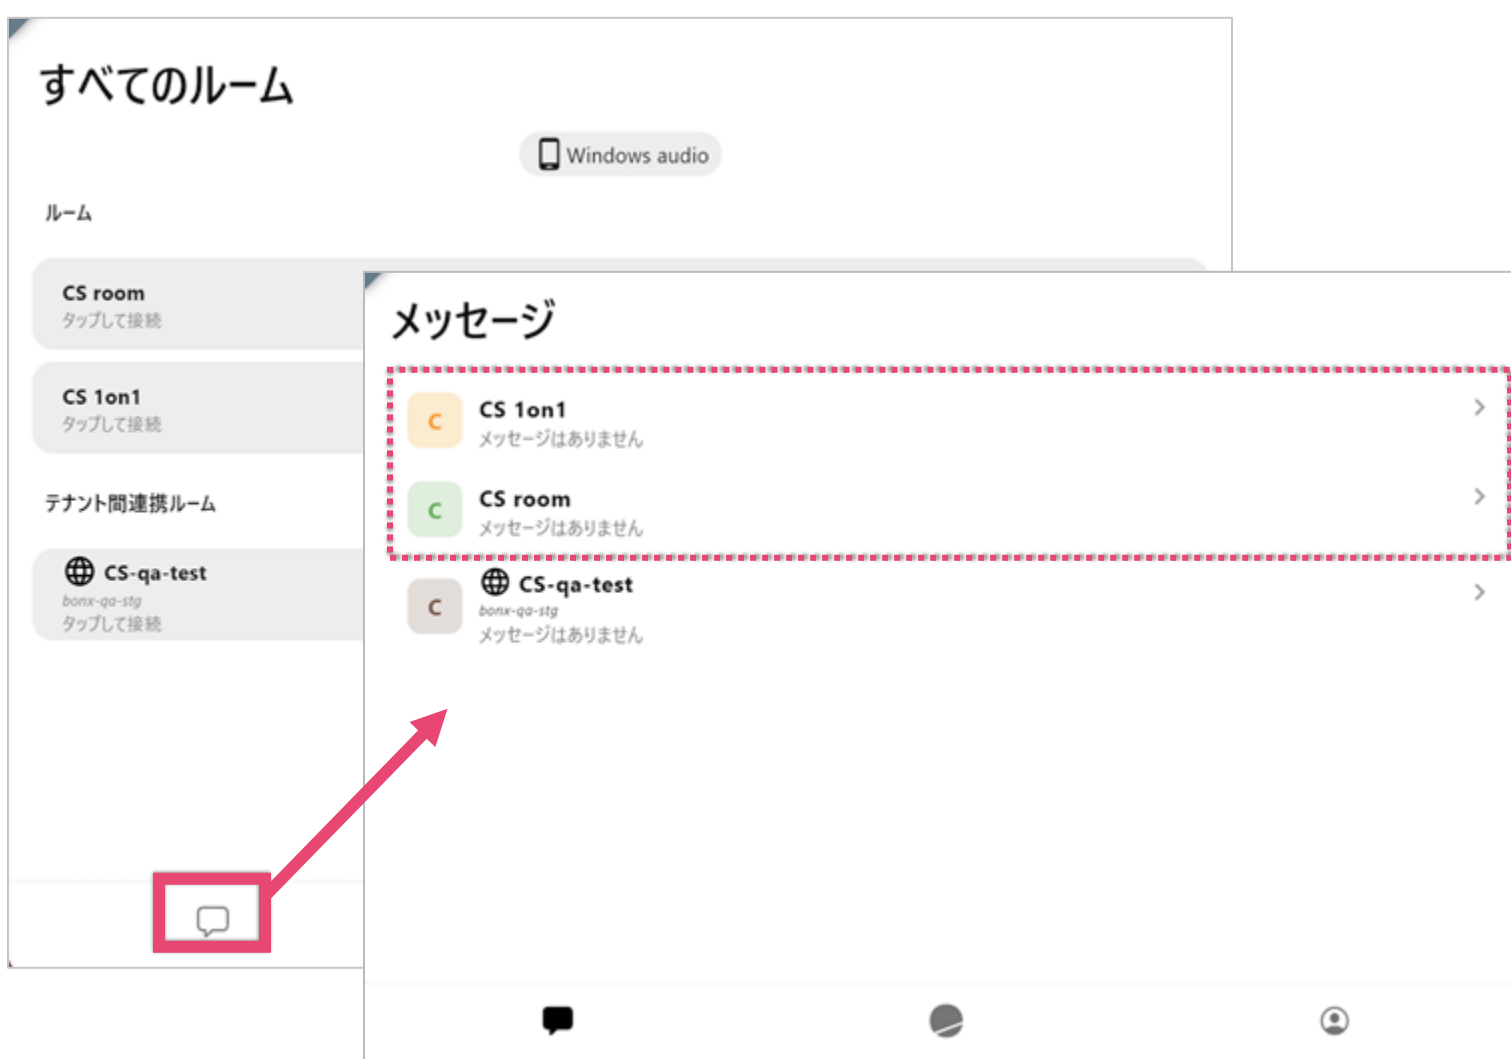 すべてのルーム
Windows audio
ルーム
CS room
タップして接続
CS 1on1
タップして接続
テナント間連携ルーム
CS-qa-test
bonx-qa-stg
タップして接続
メッセージ
C
CS 1on1
メッセージはありません
C
CS room
メッセージはありません
C
CS-qa-test
bonx-qa-stg
メッセージはありません